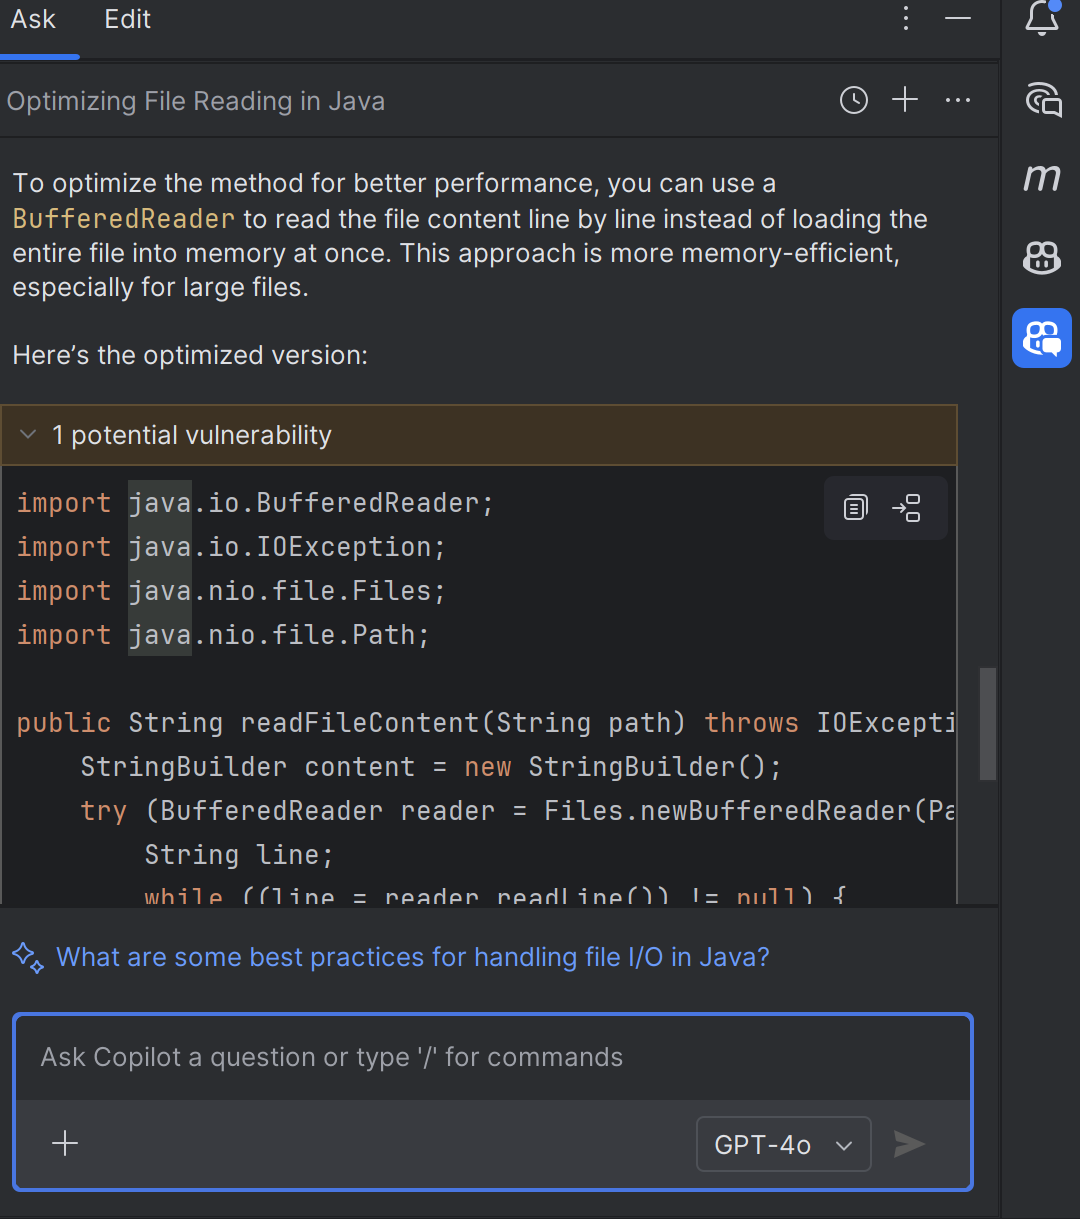 Ask Edit
Optimizing File Reading in Java
To optimize the method for better performance, you can use a
BufferedReader to read the file content line by line instead of loading the
entire file into memory at once. This approach is more memory-efficient,
especially for large files.
Here’s the optimized version:
1 potential vulnerability
import java.io.BufferedReader;
import java.io.IOException;
import java.nio.file.Files;
import java.nio.file.Path;
public String readFileContent(String path) throws IOExcepti
StringBuilder content = new StringBuilder();
try (BufferedReader reader = Files.newBufferedReader(Pa
String line;
while ((line = reader.readLine()) != null) {
What are some best practices for handling file I/O in Java?
Ask Copilot a question or type '/' for commands
GPT-4o
m